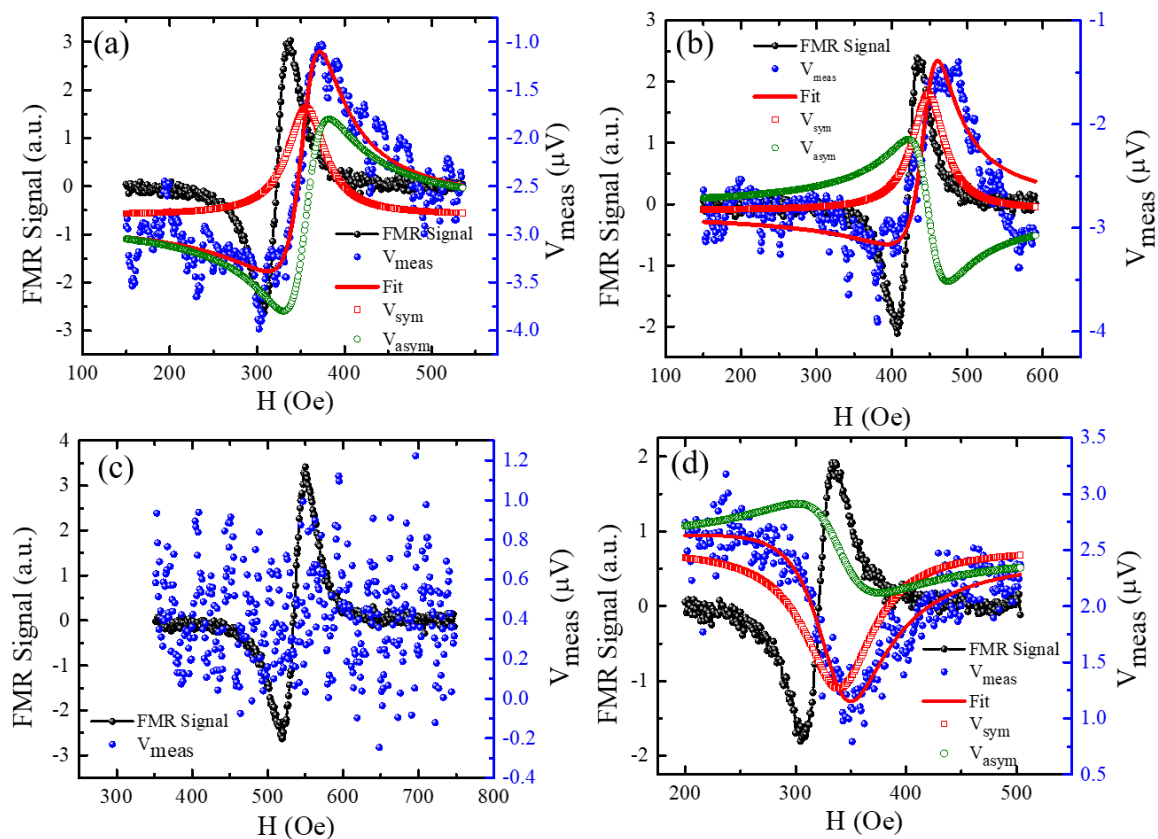 (a)
FMR Signal (a.u.)
3
2
1
0
-1
-2
-3
100 200 300 400 500
H (Oe)
-1.0
-1.5
-2.0
-2.5
-3.0
-3.5
-4.0
Vmeas (μV)
FMR Signal
Vmeas
Fit
Vsym
Vasym
(b)
FMR Signal (a.u.)
3
2
1
0
-1
-2
100 200 300 400 500 600
H (Oe)
-1
-2
-3
-4
Vmeas (μV)
FMR Signal
Vmeas
Fit
Vsym
Vasym
(c)
FMR Signal (a.u.)
4
3
2
1
0
-1
-2
-3
300 400 500 600 700 800
H (Oe)
1.2
1.0
0.8
0.6
0.4
0.2
0.0
-0.2
-0.4
Vmeas (μV)
FMR Signal
Vmeas
(d)
FMR Signal (a.u.)
2
1
0
-1
-2
200 300 400 500
H (Oe)
3.5
3.0
2.5
2.0
1.5
1.0
0.5
Vmeas (μV)
FMR Signal
Vmeas
Fit
Vsym
Vasym